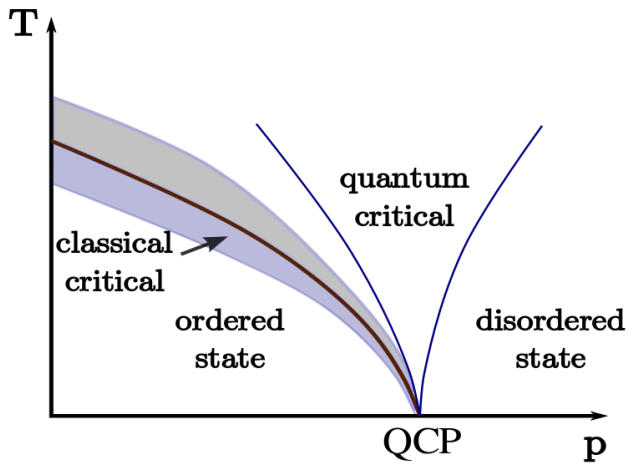 T
quantum
critical
classical
critical
ordered
state
disordered
state
QCP
p